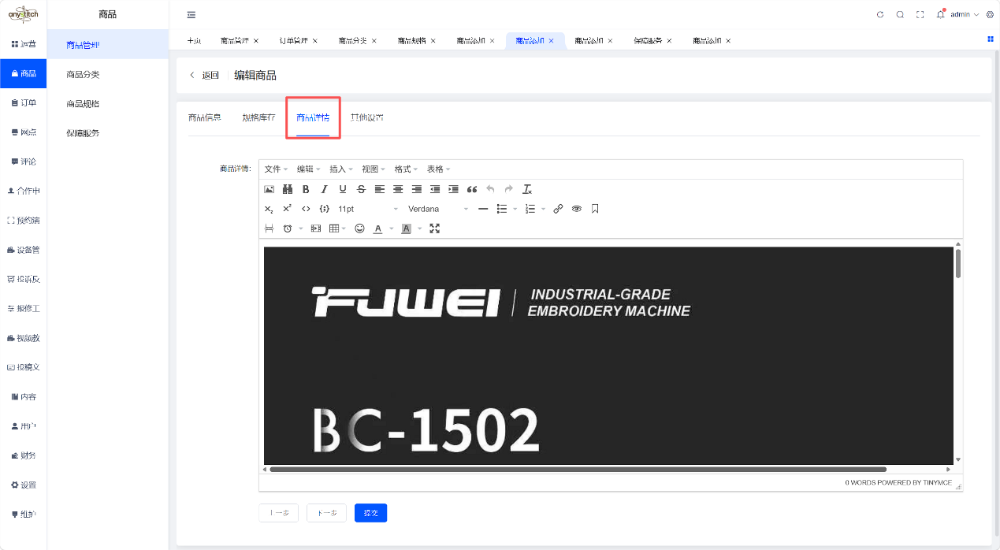 anystitch
商品
admin
运营
商品
订单
网点
评论
合作申
预约演
设备管
投诉反
报修工
视频教
投稿文
内容
用户
财务
设置
维护
商品管理
商品分类
商品规格
保障服务
主页 商品管理 × 订单管理 × 商品分类 × 商品规格 × 商品添加 × 商品添加 × 商品添加 × 保障服务 × 商品添加 ×
返回 编辑商品
商品信息 规格库存 商品详情 其他设置
商品详情:
文件 编辑 插入 视图 格式 表格
11pt Verdana
FUWEI | INDUSTRIAL-GRADE
EMBROIDERY MACHINE
BC-1502
0 WORDS POWERED BY TINYMCE
上一步 下一步 提交